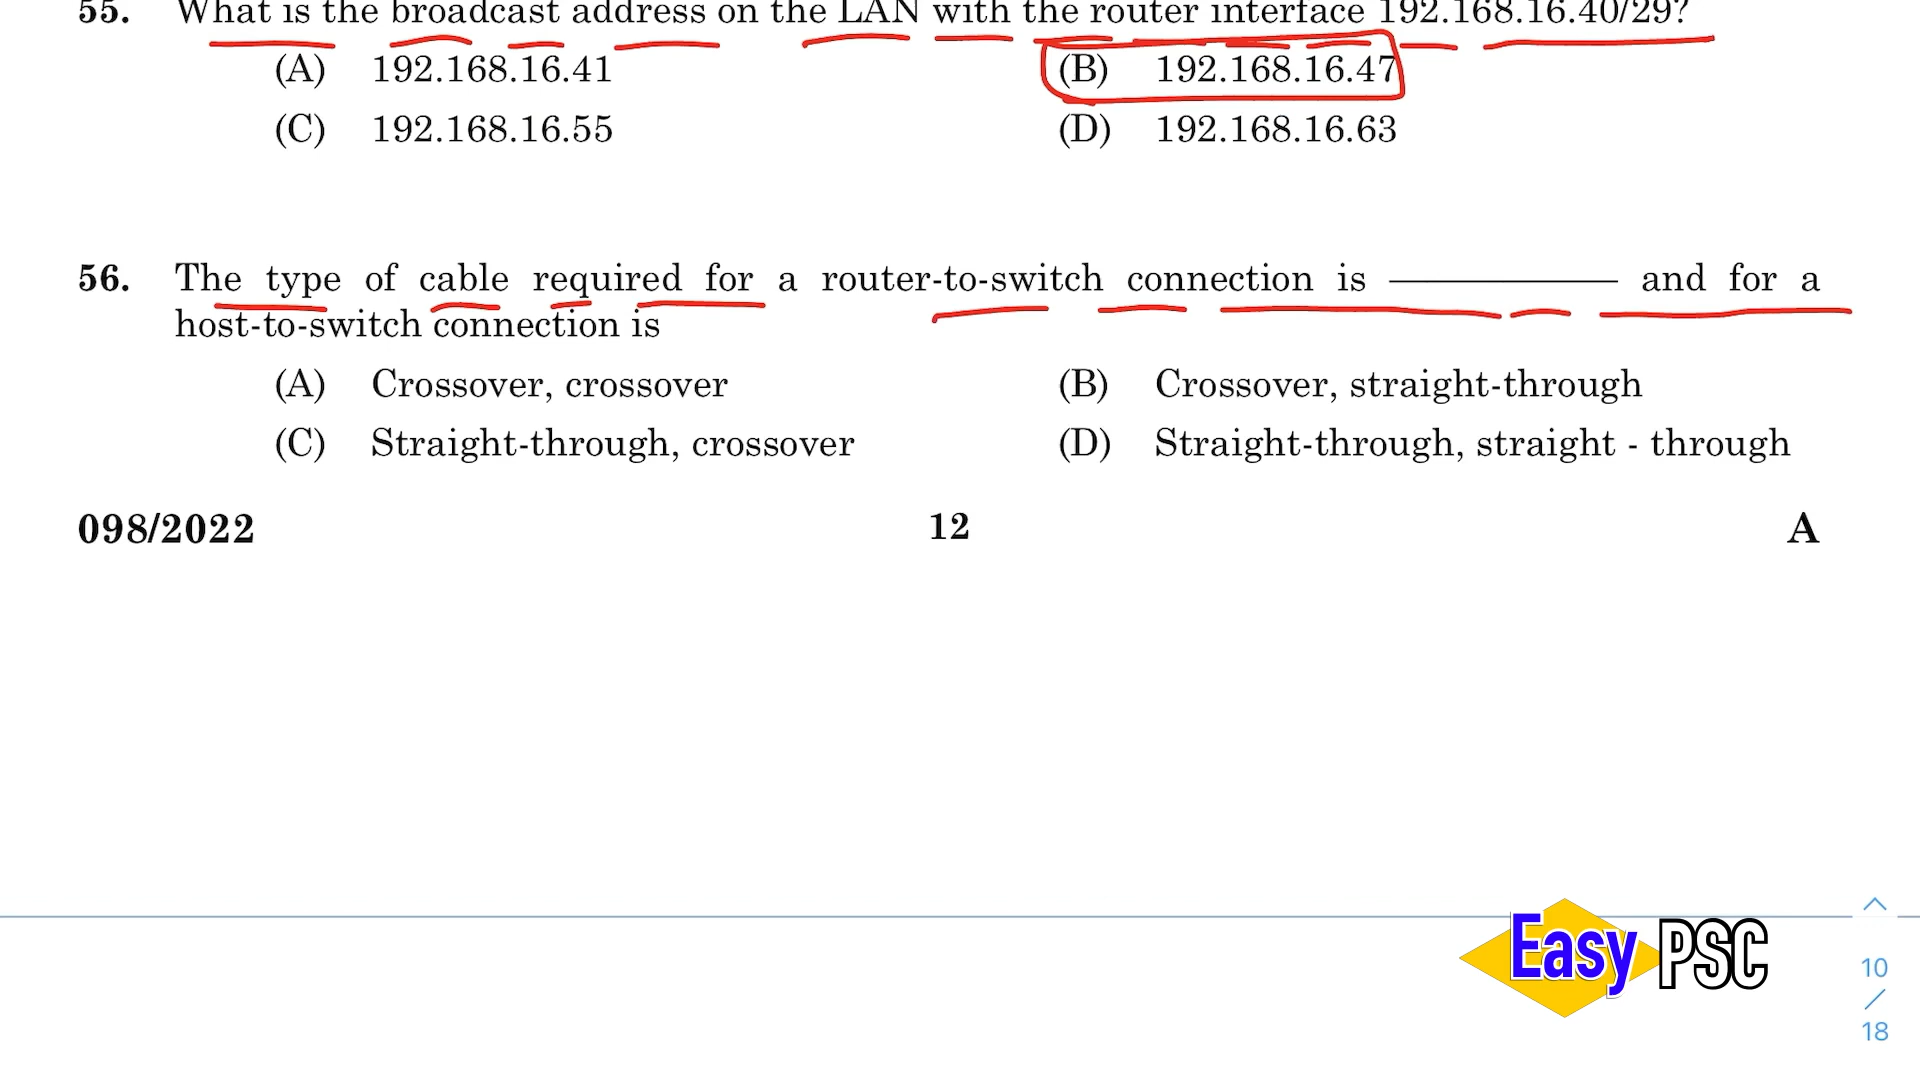 55. What is the broadcast address on the LAN with the router interface 192.168.16.40/29?
(A) 192.168.16.41 (B) 192.168.16.47
(C) 192.168.16.55 (D) 192.168.16.63
56. The type of cable required for a router-to-switch connection is ———— and for a
host-to-switch connection is
(A) Crossover, crossover (B) Crossover, straight-through
(C) Straight-through, crossover (D) Straight-through, straight - through
098/2022 12 A
Easy PSC
10
/
18